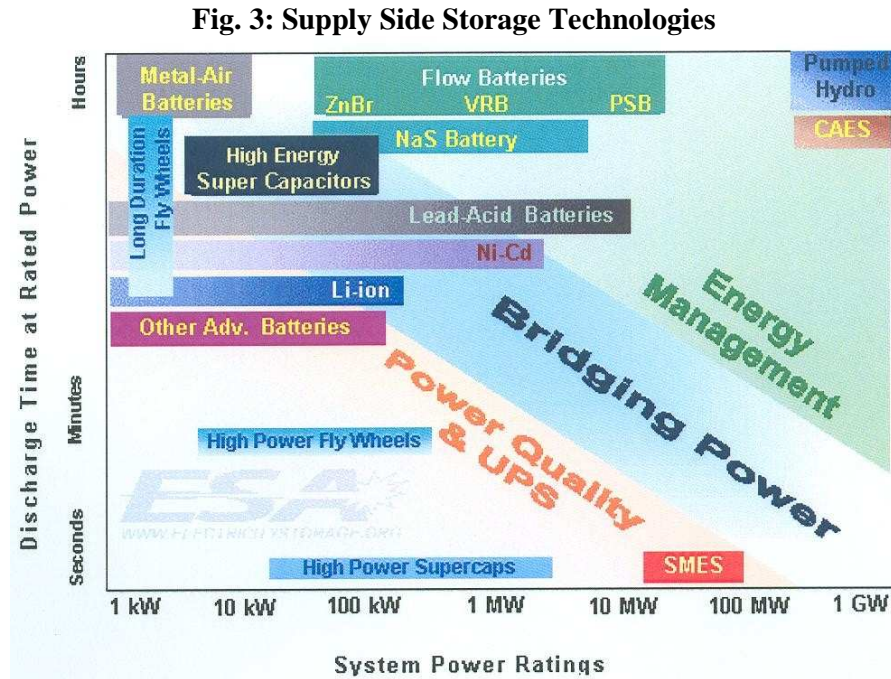 Fig. 3: Supply Side Storage Technologies
Hours
Metal-Air
Batteries
Flow Batteries
ZnBr VRB PSB
Pumped
Hydro
NaS Battery
CAES
High Energy
Super Capacitors
Long Duration
Fly Wheels
Lead-Acid Batteries
Ni-Cd
Li-ion
Other Adv. Batteries
Energy
Management
Bridging Power
Power Quality
& UPS
Discharge Time at Rated Power
Minutes
High Power Fly Wheels
ESA
WWW.ELECTRICITYSTORAGE.ORG
Seconds
High Power Supercaps
SMES
1 kW 10 kW 100 kW 1 MW 10 MW 100 MW 1 GW
System Power Ratings